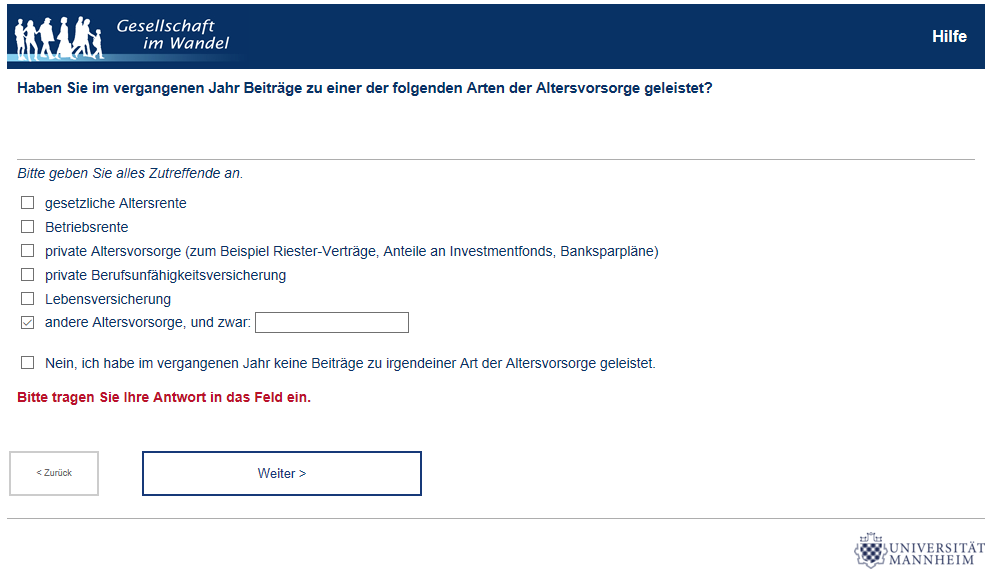 Gesellschaft
im Wandel
Hilfe
Haben Sie im vergangenen Jahr Beiträge zu einer der folgenden Arten der Altersvorsorge geleistet?
Bitte geben Sie alles Zutreffende an.
gesetzliche Altersrente
Betriebsrente
private Altersvorsorge (zum Beispiel Riester-Verträge, Anteile an Investmentfonds, Banksparpläne)
private Berufsunfähigkeitsversicherung
Lebensversicherung
andere Altersvorsorge, und zwar:
Nein, ich habe im vergangenen Jahr keine Beiträge zu irgendeiner Art der Altersvorsorge geleistet.
Bitte tragen Sie Ihre Antwort in das Feld ein.
< Zurück
Weiter >
UNIVERSITÄT
MANNHEIM